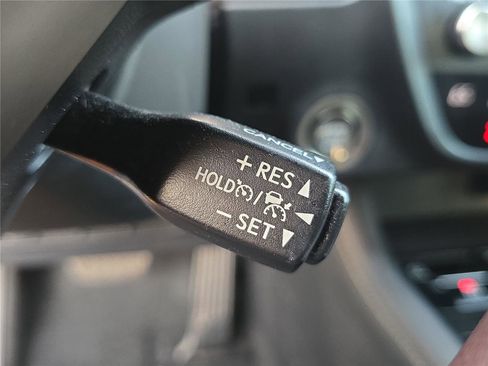 CANCEL▼
+ RES ▲
HOLD /
− SET ▼